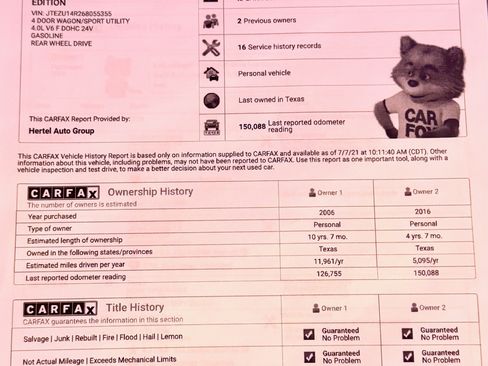 EDITION
VIN: JTEZU14R268055355
4 DOOR WAGON/SPORT UTILITY
4.0L V6 F DOHC 24V
GASOLINE
REAR WHEEL DRIVE
2 Previous owners
16 Service history records
Personal vehicle
Last owned in Texas
150,088 Last reported odometer
reading
CAR
FOX
This CARFAX Report Provided by:
Hertel Auto Group
This CARFAX Vehicle History Report is based only on information supplied to CARFAX and available as of 7/7/21 at 10:11:40 AM (CDT). Other
information about this vehicle, including problems, may not have been reported to CARFAX. Use this report as one important tool, along with a
vehicle inspection and test drive, to make a better decision about your next used car.
CARFAX Ownership History
The number of owners is estimated
Owner 1 Owner 2
Year purchased 2006 2016
Type of owner Personal Personal
Estimated length of ownership 10 yrs. 7 mo. 4 yrs. 7 mo.
Owned in the following states/provinces Texas Texas
Estimated miles driven per year 11,961/yr 5,095/yr
Last reported odometer reading 126,755 150,088
CARFAX Title History
CARFAX guarantees the information in this section
Owner 1 Owner 2
Salvage | Junk | Rebuilt | Fire | Flood | Hail | Lemon Guaranteed No Problem Guaranteed No Problem
Not Actual Mileage | Exceeds Mechanical Limits Guaranteed No Problem Guaranteed No Problem